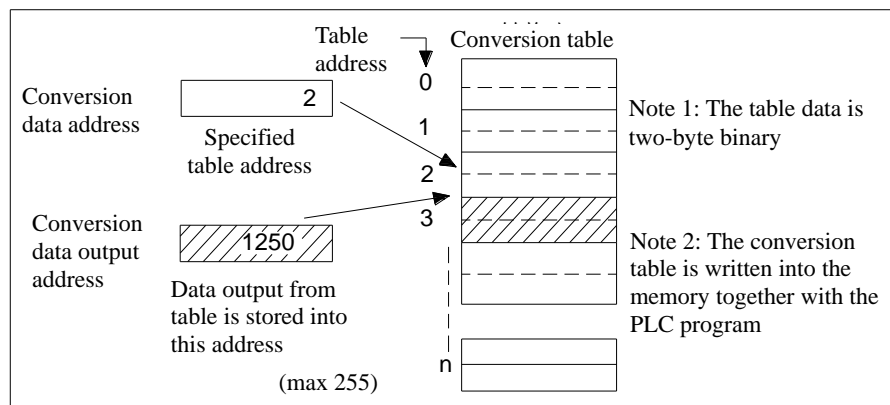 Table
address
Conversion table
0
1
2
3
n
Conversion
data address
2
Specified
table address
Conversion
data output
address
1250
Data output from
table is stored into
this address
(max 255)
Note 1: The table data is
two-byte binary
Note 2: The conversion
table is written into the
memory together with the
PLC program